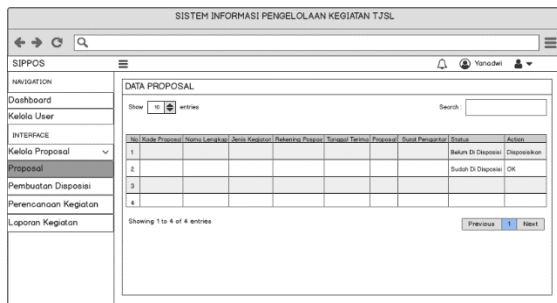 SISTEM INFORMASI PENGELOLAAN KEGIATAN TJSL
SIPPOS
Yanadwi
NAVIGATION
Dashboard
Kelola User
INTERFACE
Kelola Proposal
Proposal
Pembuatan Disposisi
Perencanaan Kegiatan
Laporan Kegiatan
DATA PROPOSAL
Show 10 entries
Search :
No Kode Proposal Nama Lengkap Jenis Kegiatan Rekening Pospay Tanggal Terima Proposal Surat Pengantar Status Action
1 Belum Di Disposisi Disposisikan
2 Sudah Di Disposisi OK
3
4
Showing 1 to 4 of 4 entries
Previous 1 Next